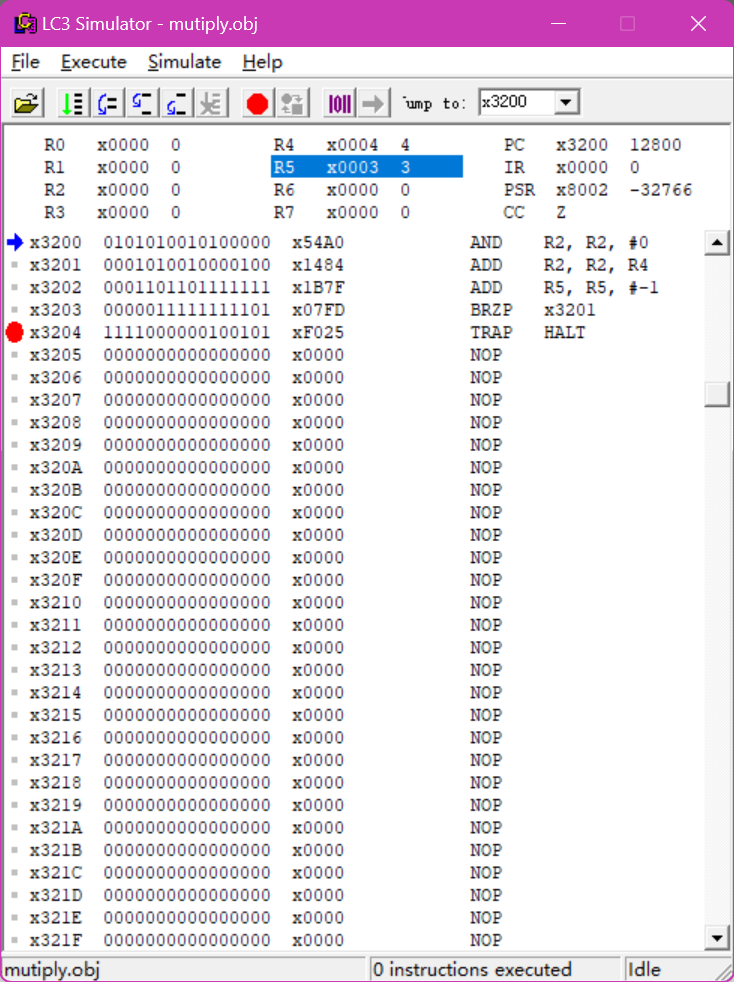 LC3 Simulator - mutiply.obj
File Execute Simulate Help
Jump to: x3200
R0 x0000 0 R4 x0004 4 PC x3200 12800
R1 x0000 0 R5 x0003 3 IR x0000 0
R2 x0000 0 R6 x0000 0 PSR x8002 -32766
R3 x0000 0 R7 x0000 0 CC Z
x3200 0101010010100000 x54A0 AND R2, R2, #0
x3201 0001010010000100 x1484 ADD R2, R2, R4
x3202 0001101101111111 x1B7F ADD R5, R5, #-1
x3203 0000011111111101 x07FD BRZP x3201
x3204 1111000000100101 xF025 TRAP HALT
x3205 0000000000000000 x0000 NOP
x3206 0000000000000000 x0000 NOP
x3207 0000000000000000 x0000 NOP
x3208 0000000000000000 x0000 NOP
x3209 0000000000000000 x0000 NOP
x320A 0000000000000000 x0000 NOP
x320B 0000000000000000 x0000 NOP
x320C 0000000000000000 x0000 NOP
x320D 0000000000000000 x0000 NOP
x320E 0000000000000000 x0000 NOP
x320F 0000000000000000 x0000 NOP
x3210 0000000000000000 x0000 NOP
x3211 0000000000000000 x0000 NOP
x3212 0000000000000000 x0000 NOP
x3213 0000000000000000 x0000 NOP
x3214 0000000000000000 x0000 NOP
x3215 0000000000000000 x0000 NOP
x3216 0000000000000000 x0000 NOP
x3217 0000000000000000 x0000 NOP
x3218 0000000000000000 x0000 NOP
x3219 0000000000000000 x0000 NOP
x321A 0000000000000000 x0000 NOP
x321B 0000000000000000 x0000 NOP
x321C 0000000000000000 x0000 NOP
x321D 0000000000000000 x0000 NOP
x321E 0000000000000000 x0000 NOP
x321F 0000000000000000 x0000 NOP
mutiply.obj 0 instructions executed Idle